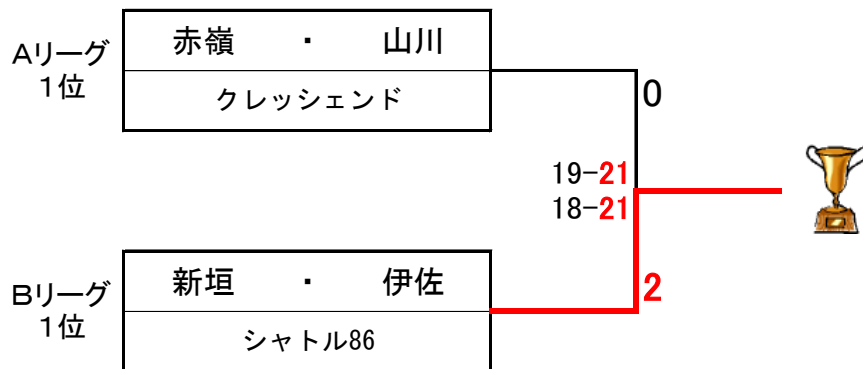 Aリーグ
1位
赤嶺 ・ 山川
クレッシェンド
0
19-21
18-21
Bリーグ
1位
新垣 ・ 伊佐
シャトル86
2